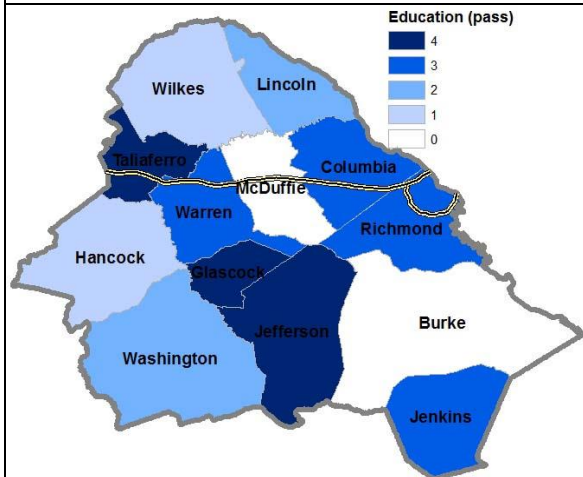 Education (pass)
4
3
2
1
0
Wilkes
Lincoln
Taliaferro
Columbia
McDuffie
Warren
Richmond
Hancock
Glascock
Jefferson
Burke
Washington
Jenkins